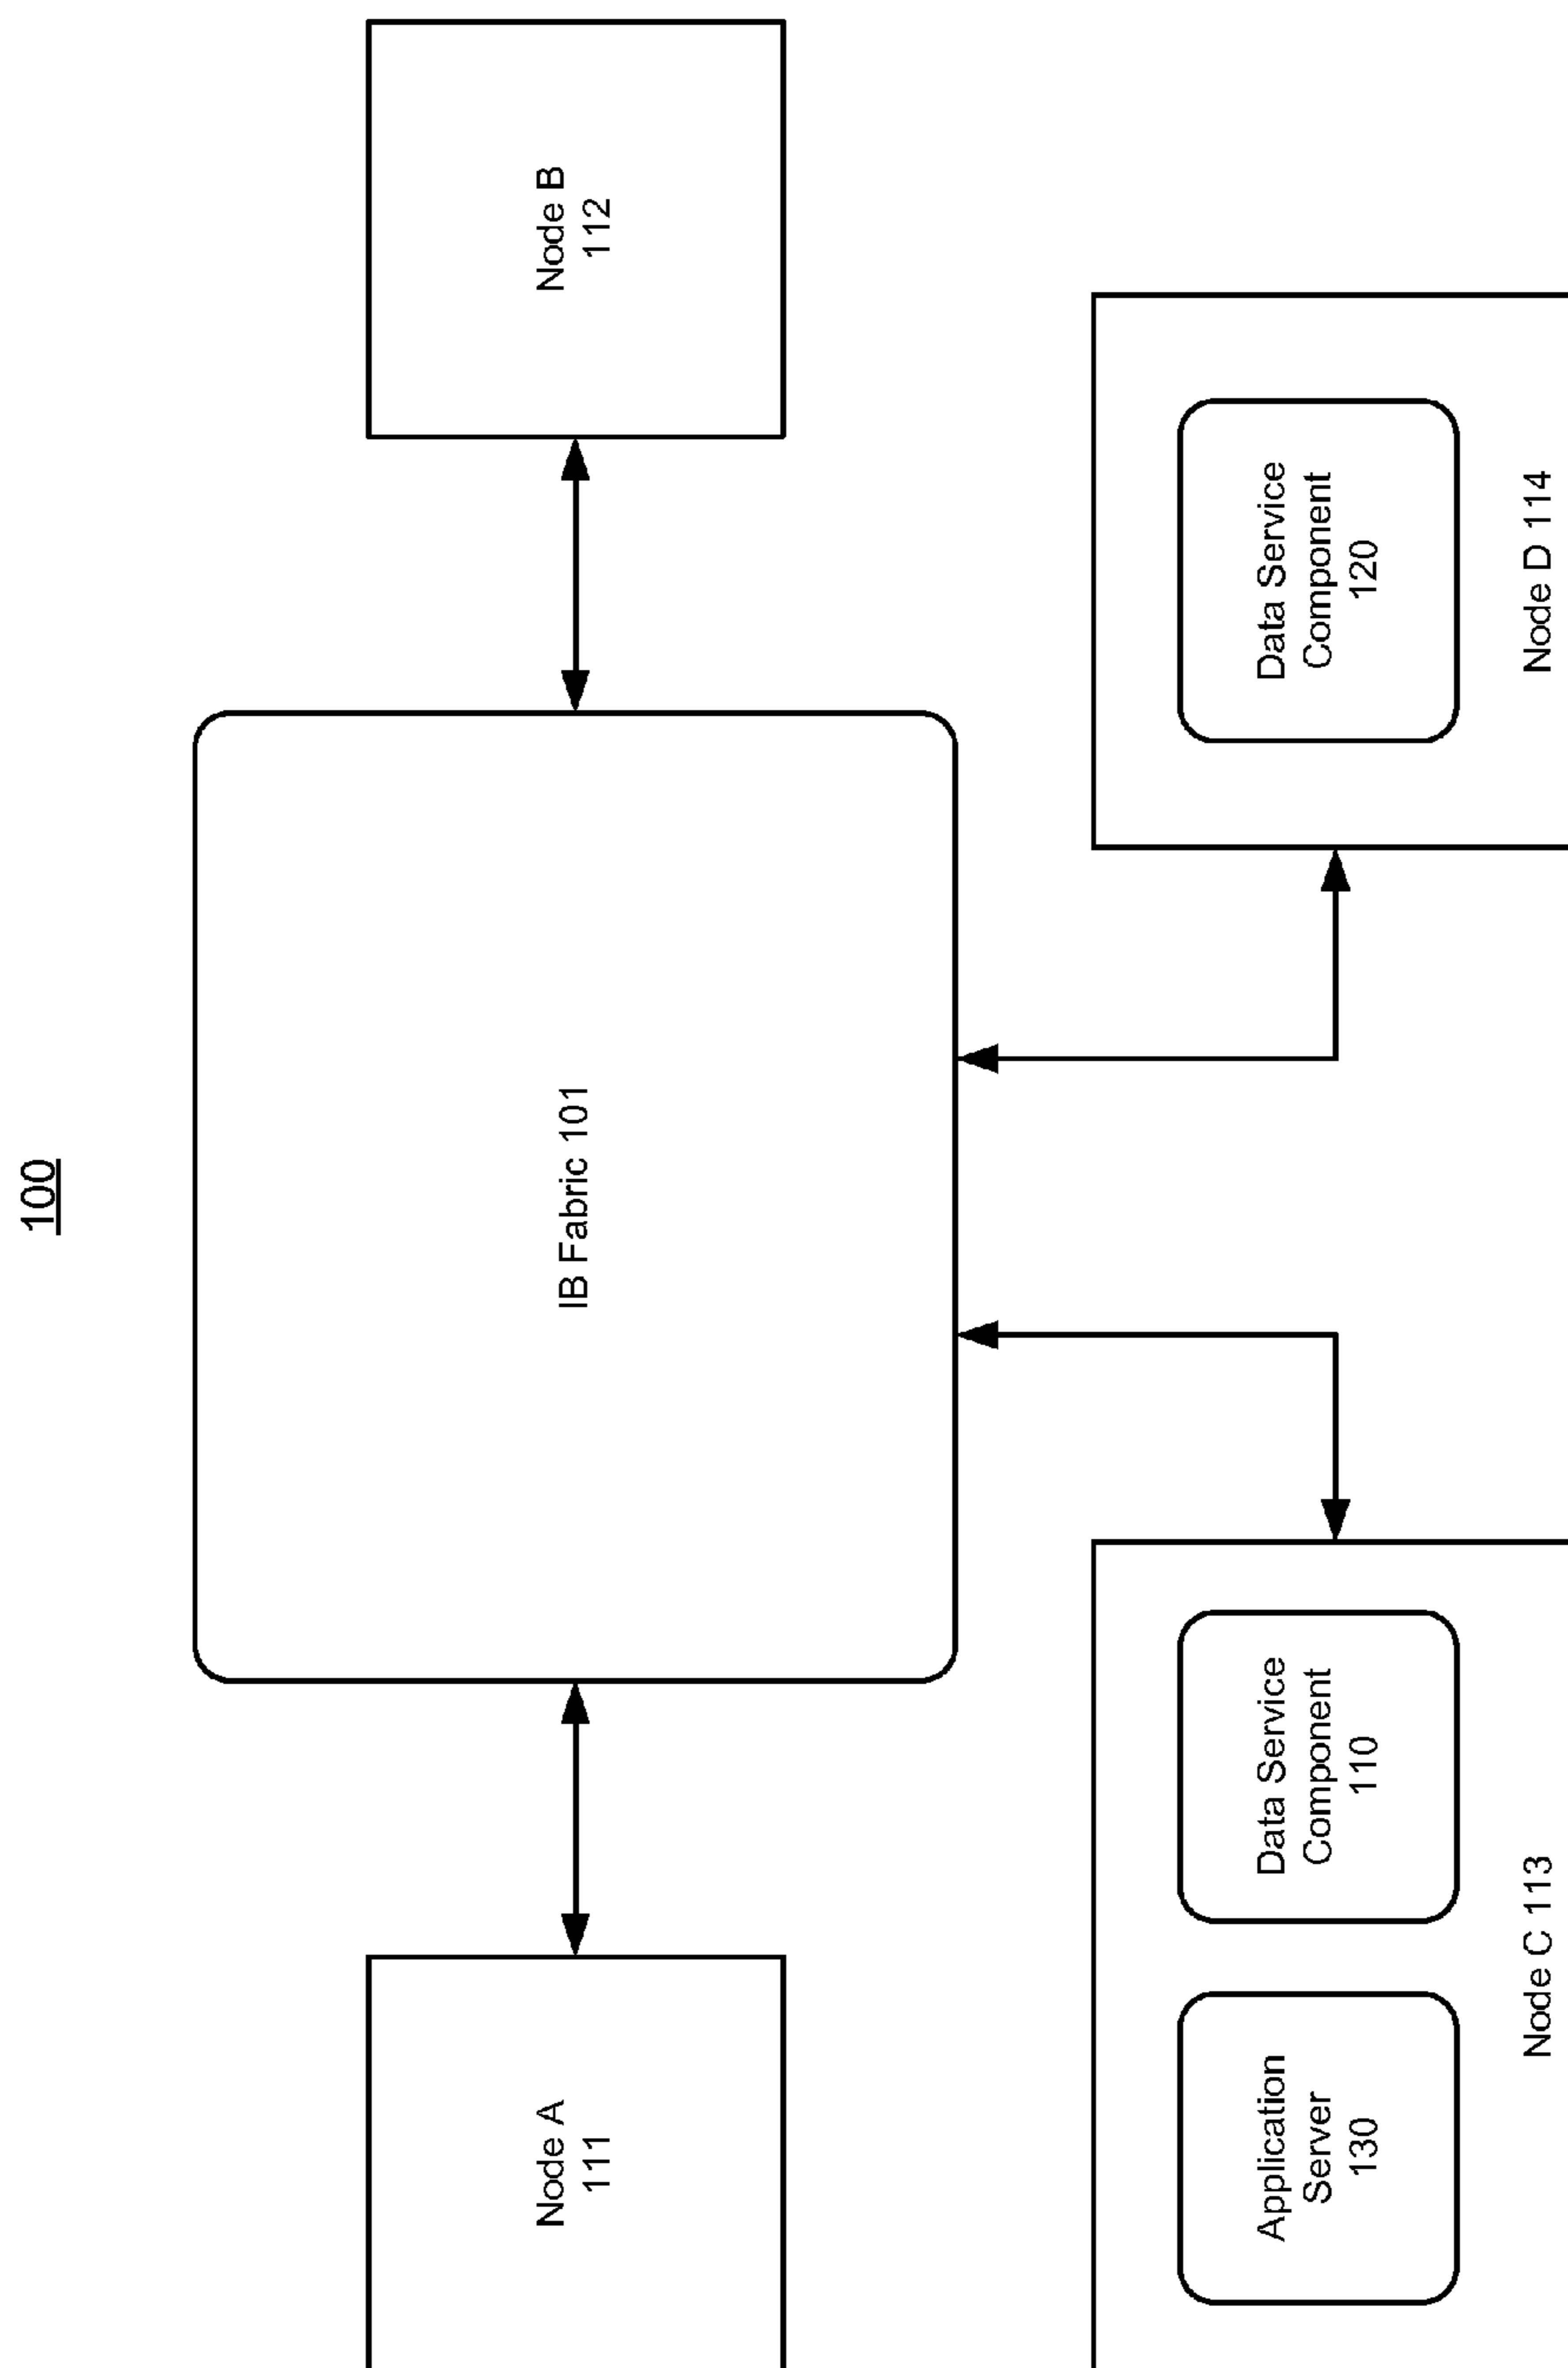 100
Node A
111
IB Fabric 101
Node B
112
Application
Server
130
Data Service
Component
110
Node C 113
Data Service
Component
120
Node D 114